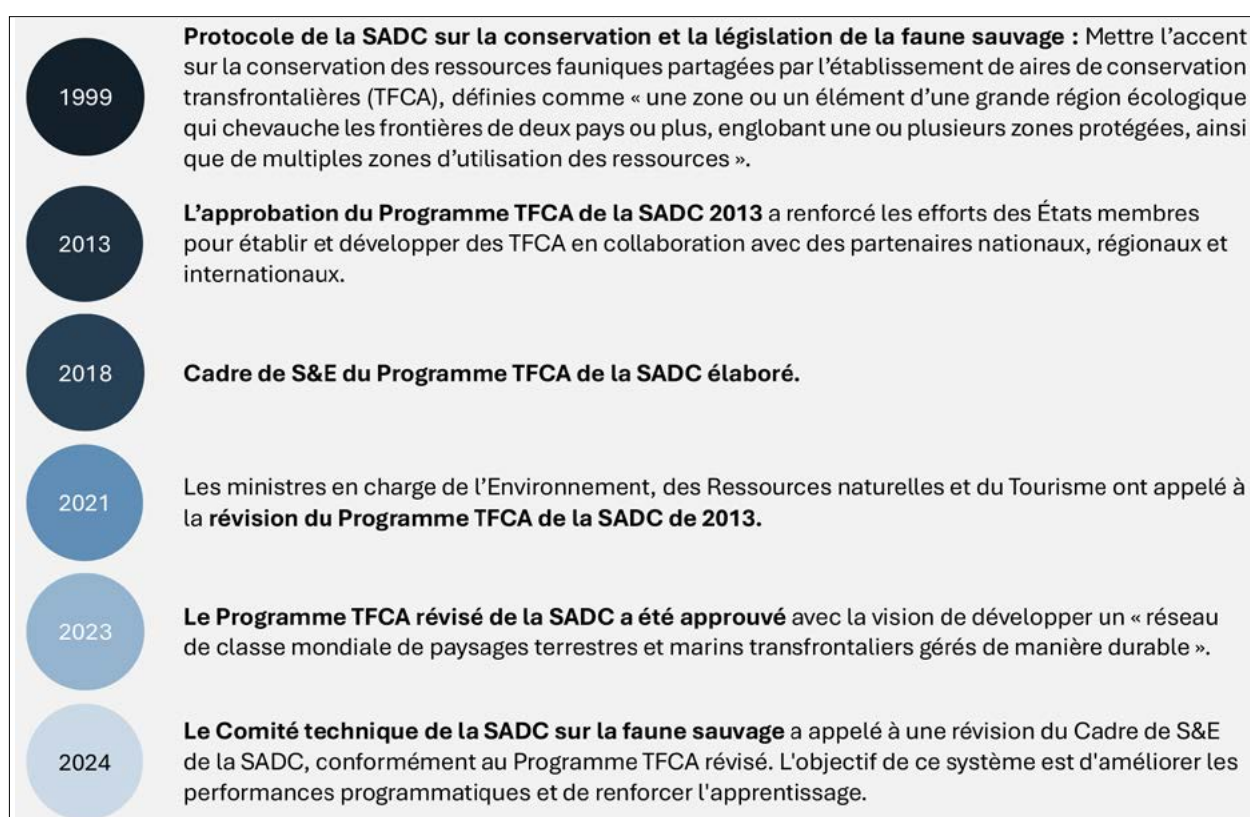 1999
Protocole de la SADC sur la conservation et la législation de la faune sauvage : Mettre l’accent
sur la conservation des ressources fauniques partagées par l’établissement de aires de conservation
transfrontalières (TFCA), définies comme « une zone ou un élément d’une grande région écologique
qui chevauche les frontières de deux pays ou plus, englobant une ou plusieurs zones protégées, ainsi
que de multiples zones d’utilisation des ressources ».
2013
L’approbation du Programme TFCA de la SADC 2013 a renforcé les efforts des États membres
pour établir et développer des TFCA en collaboration avec des partenaires nationaux, régionaux et
internationaux.
2018
Cadre de S&E du Programme TFCA de la SADC élaboré.
2021
Les ministres en charge de l’Environnement, des Ressources naturelles et du Tourisme ont appelé à
la révision du Programme TFCA de la SADC de 2013.
2023
Le Programme TFCA révisé de la SADC a été approuvé avec la vision de développer un « réseau
de classe mondiale de paysages terrestres et marins transfrontaliers gérés de manière durable ».
2024
Le Comité technique de la SADC sur la faune sauvage a appelé à une révision du Cadre de S&E
de la SADC, conformément au Programme TFCA révisé. L'objectif de ce système est d'améliorer les
performances programmatiques et de renforcer l'apprentissage.